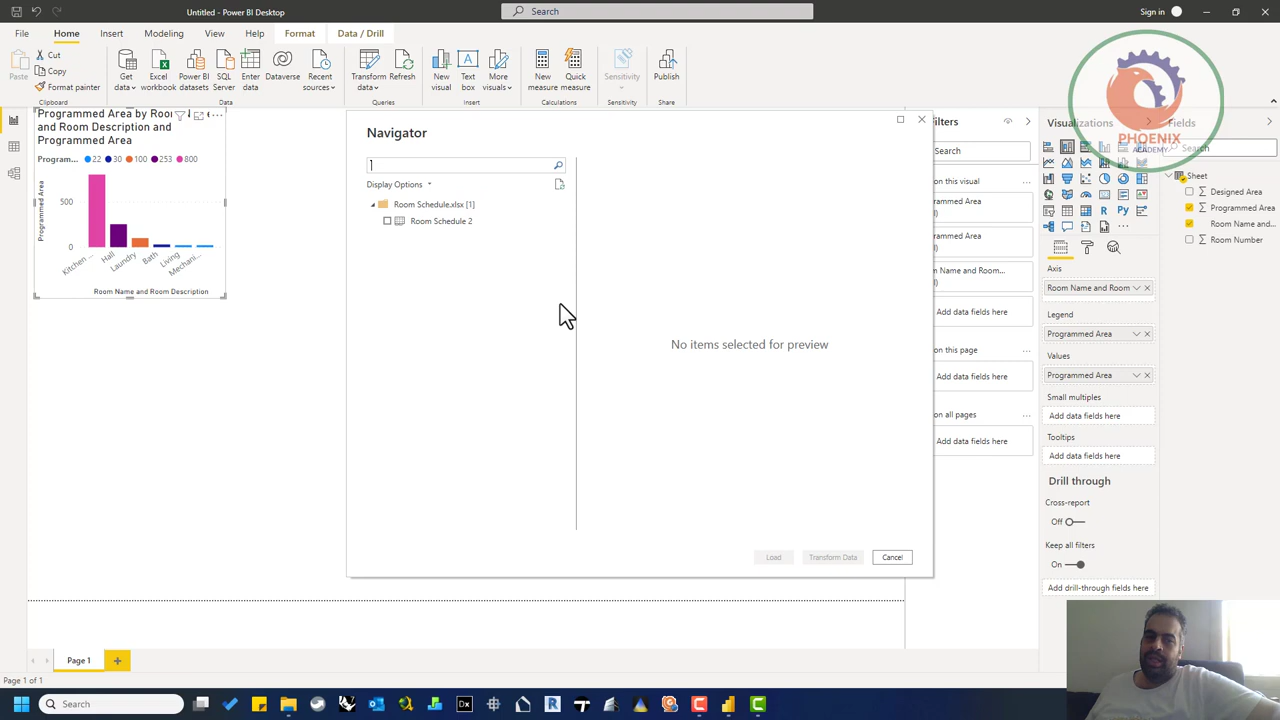 Untitled - Power BI Desktop
Search
Sign in
File
Home
Insert
Modeling
View
Help
Format
Data / Drill
Paste
Cut
Copy
Format painter
Clipboard
Get data
Excel workbook
Power BI datasets
SQL Server
Enter data
Dataverse
Recent sources
Data
Transform data
Refresh
Queries
New visual
Text box
More visuals
Insert
New measure
Quick measure
Calculations
Sensitivity
Sensitivity
Publish
Share
PHOENIX
ACADEMY
Programmed Area by Room
and Room Description and
Programmed Area
Program...
22
30
100
253
800
Programmed Area
500
0
Kitchen ...
Hall
Laundry
Bath
Living
Mechani...
Room Name and Room Description
Navigator
Display Options
Room Schedule.xlsx [1]
Room Schedule 2
No items selected for preview
Load
Transform Data
Cancel
Filters
Search
on this visual
...
Add data fields here
on this page
...
Add data fields here
on all pages
...
Add data fields here
Visualizations
Axis
Room Name and Room
Legend
Programmed Area
Values
Programmed Area
Small multiples
Add data fields here
Tooltips
Add data fields here
Drill through
Cross-report
Off
Keep all filters
On
Add drill-through fields here
Fields
Search
Sheet
Designed Area
Programmed Area
Room Name and...
Room Number
Page 1
Page 1 of 1
Search